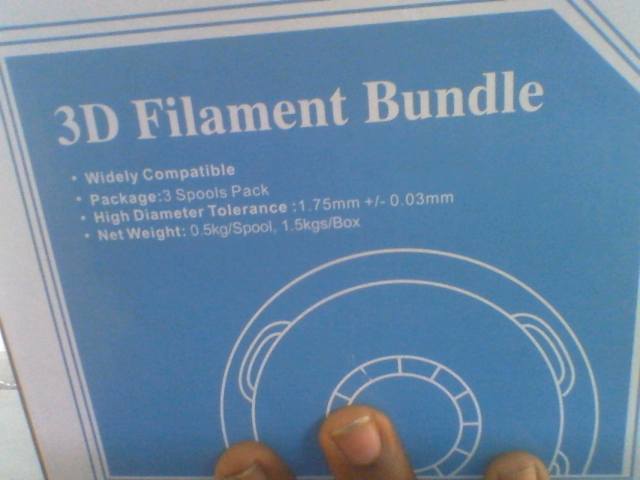 3D Filament Bundle
• Widely Compatible
• Package:3 Spools Pack
• High Diameter Tolerance :1.75mm +/- 0.03mm
• Net Weight: 0.5kg/Spool, 1.5kgs/Box